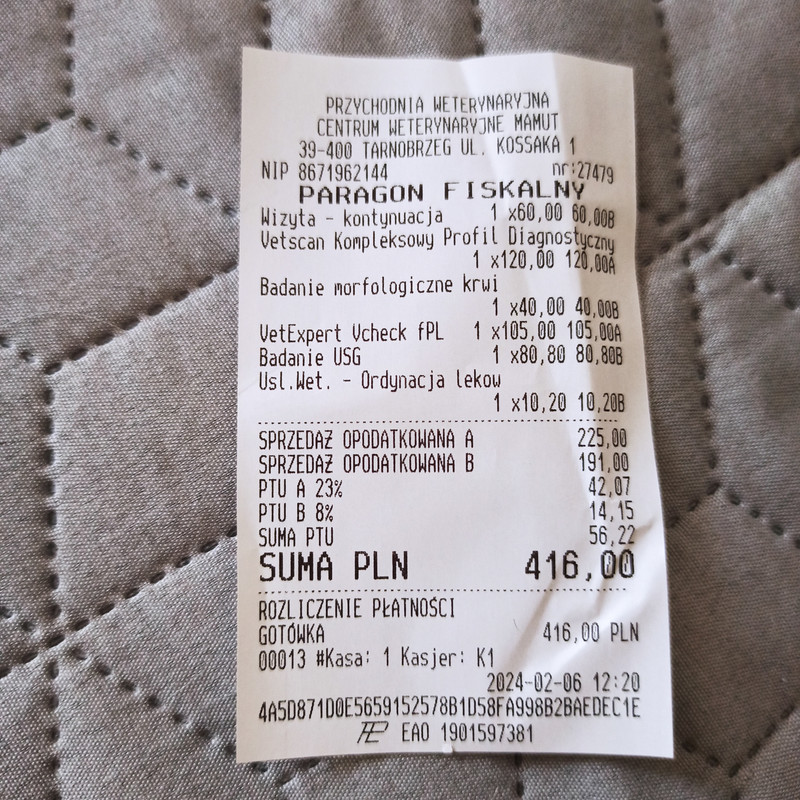 PRZYCHODNIA WETERYNARYJNA
CENTRUM WETERYNARYJNE MAMUT
39-400 TARNOBRZEG UL. KOSSAKA 1
NIP 8671962144 nr:27479
PARAGON FISKALNY
Wizyta - kontynuacja 1 x60,00 60,00B
Vetscan Kompleksowy Profil Diagnostyczny
1 x120,00 120,00A
Badanie morfologiczne krwi
1 x40,00 40,00B
VetExpert Vcheck fPL 1 x105,00 105,00A
Badanie USG 1 x80,80 80,80B
Usl.Wet. - Ordynacja lekow
1 x10,20 10,20B
SPRZEDAŻ OPODATKOWANA A 225,00
SPRZEDAŻ OPODATKOWANA B 191,00
PTU A 23% 42,07
PTU B 8% 14,15
SUMA PTU 56,22
SUMA PLN 416,00
ROZLICZENIE PŁATNOŚCI
GOTÓWKA 416,00 PLN
00013 #Kasa: 1 Kasjer: K1
2024-02-06 12:20
4A5D871D0E5659152578B1D58FA998B2BAEDEC1E
EAO 1901597381